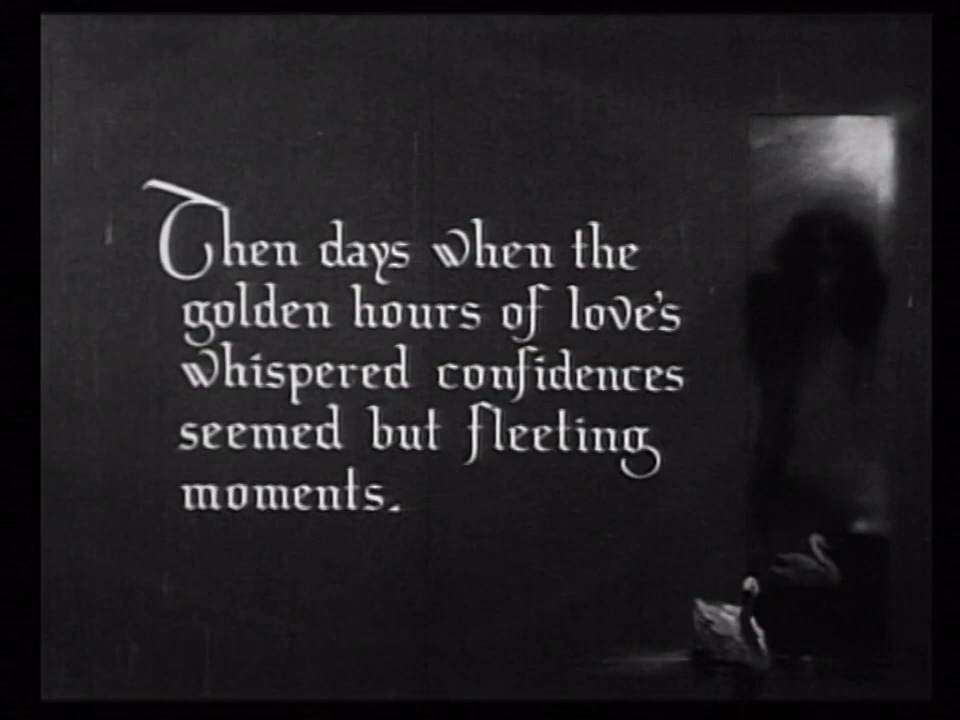 Then days when the
golden hours of love's
whispered confidences
seemed but fleeting
moments.